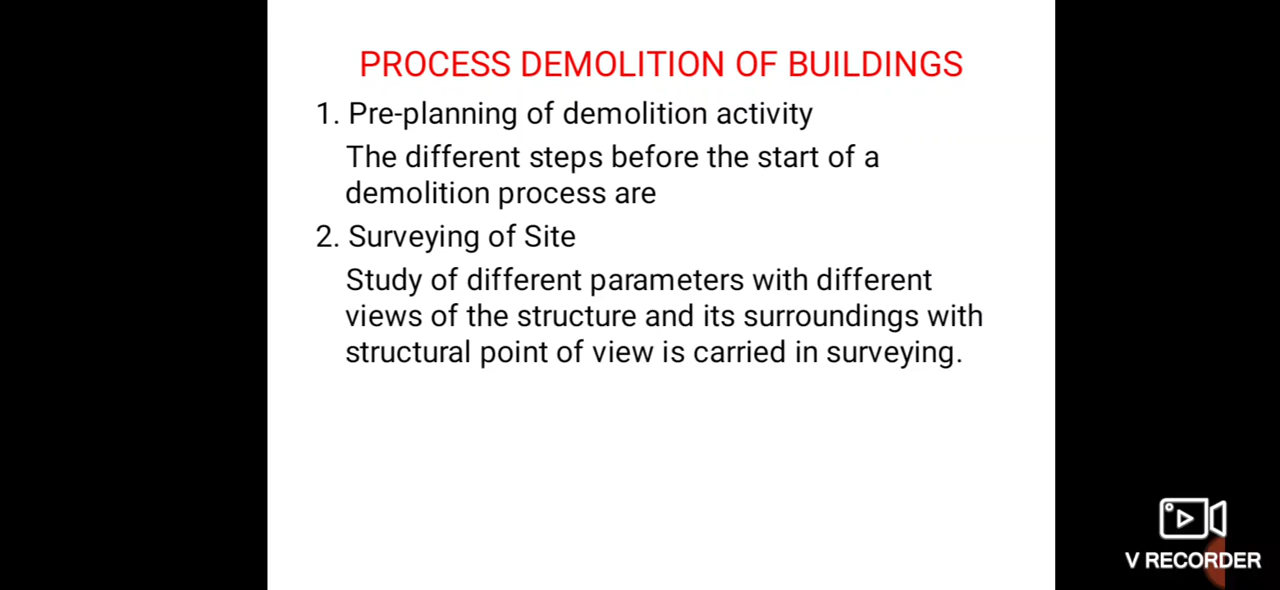 PROCESS DEMOLITION OF BUILDINGS
1. Pre-planning of demolition activity
The different steps before the start of a
demolition process are
2. Surveying of Site
Study of different parameters with different
views of the structure and its surroundings with
structural point of view is carried in surveying.
V RECORDER